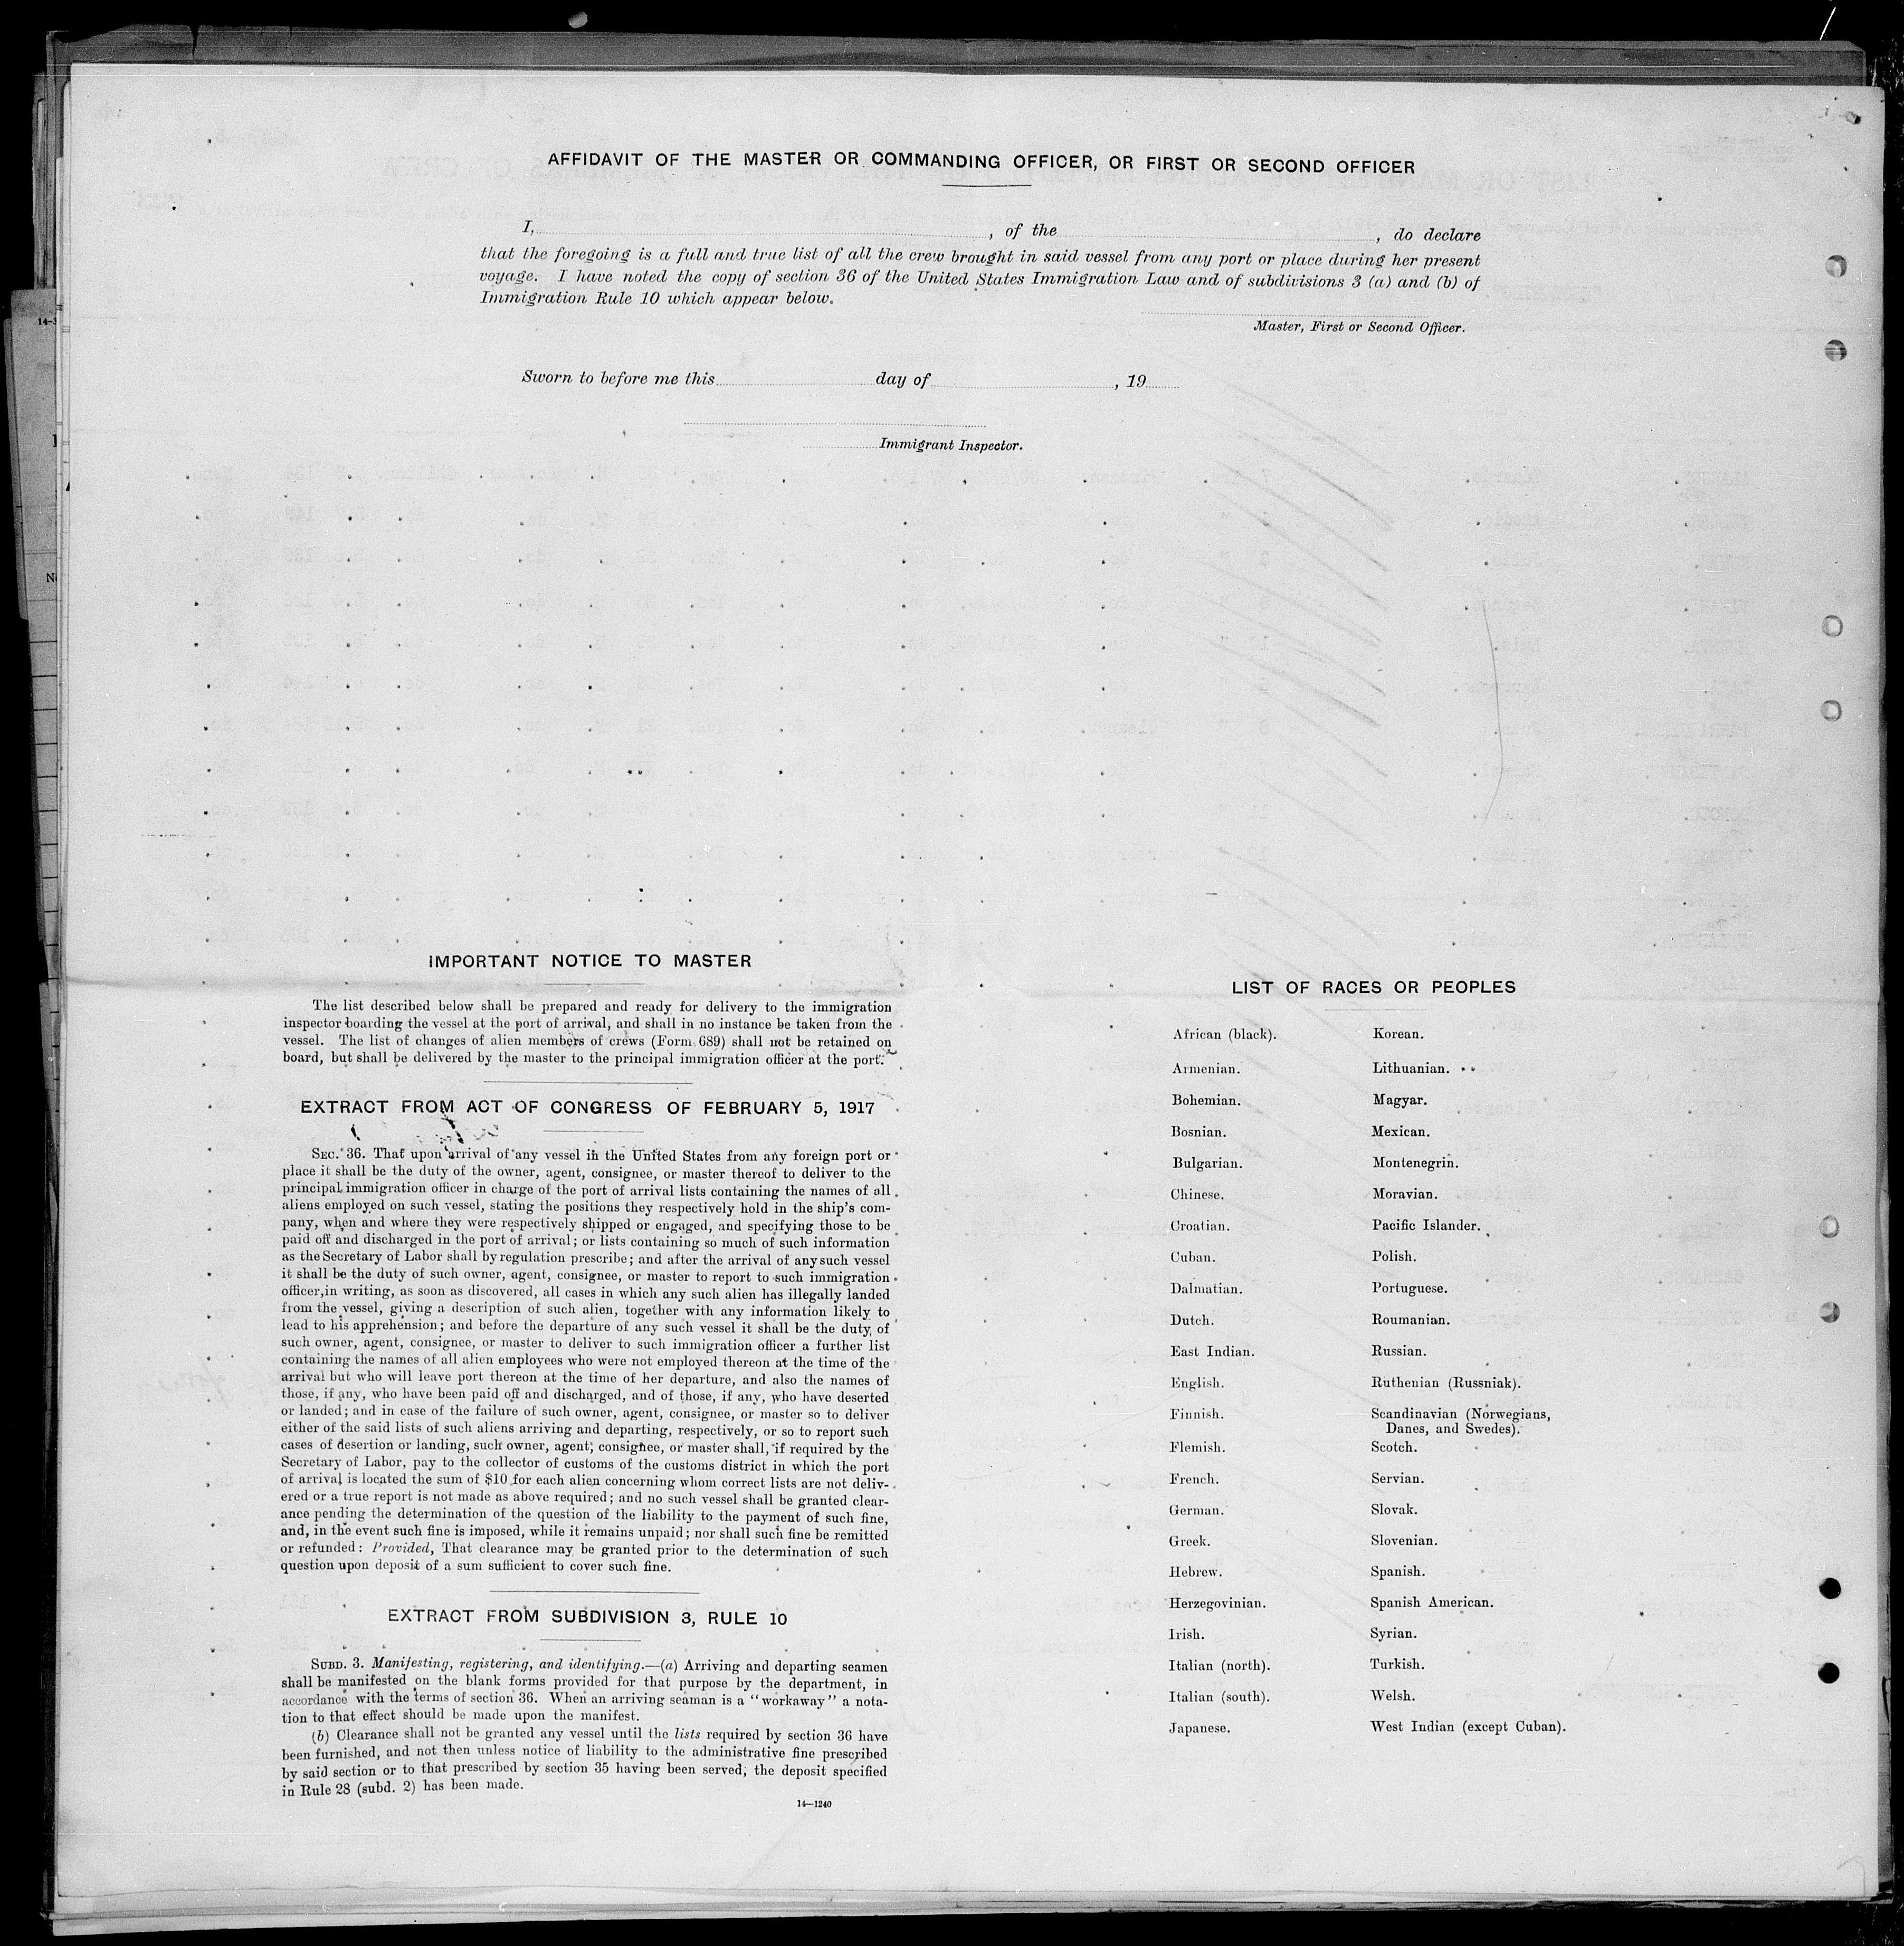 AFFIDAVIT OF THE MASTER OR COMMANDING OFFICER, OR FIRST OR SECOND OFFICER
I, , of the , do declare
that the foregoing is a full and true list of all the crew brought in said vessel from any port or place during her present
voyage. I have noted the copy of section 36 of the United States Immigration Law and of subdivisions 3 (a) and (b) of
Immigration Rule 10 which appear below.
Master, First or Second Officer.
Sworn to before me this day of , 19
Immigrant Inspector.
IMPORTANT NOTICE TO MASTER
The list described below shall be prepared and ready for delivery to the immigration
inspector boarding the vessel at the port of arrival, and shall in no instance be taken from the
vessel. The list of changes of alien members of crews (Form 689) shall not be retained on
board, but shall be delivered by the master to the principal immigration officer at the port.
EXTRACT FROM ACT OF CONGRESS OF FEBRUARY 5, 1917
SEC. 36. That upon arrival of any vessel in the United States from any foreign port or
place it shall be the duty of the owner, agent, consignee, or master thereof to deliver to the
principal immigration officer in charge of the port of arrival lists containing the names of all
aliens employed on such vessel, stating the positions they respectively hold in the ship's com-
pany, when and where they were respectively shipped or engaged, and specifying those to be
paid off and discharged in the port of arrival; or lists containing so much of such information
as the Secretary of Labor shall by regulation prescribe; and after the arrival of any such vessel
it shall be the duty of such owner, agent, consignee, or master to report to such immigration
officer, in writing, as soon as discovered, all cases in which any such alien has illegally landed
from the vessel, giving a description of such alien, together with any information likely to
lead to his apprehension; and before the departure of any such vessel it shall be the duty of
such owner, agent, consignee, or master to deliver to such immigration officer a further list
containing the names of all alien employees who were not employed thereon at the time of the
arrival but who will leave port thereon at the time of her departure, and also the names of
those, if any, who have been paid off and discharged, and of those, if any, who have deserted
or landed; and in case of the failure of such owner, agent, consignee, or master so to deliver
either of the said lists of such aliens arriving and departing, respectively, or so to report such
cases of desertion or landing, such owner, agent, consignee, or master shall, if required by the
Secretary of Labor, pay to the collector of customs of the customs district in which the port
of arrival is located the sum of $10 for each alien concerning whom correct lists are not deliv-
ered or a true report is not made as above required; and no such vessel shall be granted clear-
ance pending the determination of the question of the liability to the payment of such fine,
and, in the event such fine is imposed, while it remains unpaid; nor shall such fine be remitted
or refunded: Provided, That clearance may be granted prior to the determination of such
question upon deposit of a sum sufficient to cover such fine.
EXTRACT FROM SUBDIVISION 3, RULE 10
SUBD. 3. Manifesting, registering, and identifying.—(a) Arriving and departing seamen
shall be manifested on the blank forms provided for that purpose by the department, in
accordance with the terms of section 36. When an arriving seaman is a "workaway" a nota-
tion to that effect should be made upon the manifest.
(b) Clearance shall not be granted any vessel until the lists required by section 36 have
been furnished, and not then unless notice of liability to the administrative fine prescribed
by said section or to that prescribed by section 35 having been served, the deposit specified
in Rule 28 (subd. 2) has been made.
14—1240
LIST OF RACES OR PEOPLES
African (black). Korean.
Armenian. Lithuanian.
Bohemian. Magyar.
Bosnian. Mexican.
Bulgarian. Montenegrin.
Chinese. Moravian.
Croatian. Pacific Islander.
Cuban. Polish.
Dalmatian. Portuguese.
Dutch. Roumanian.
East Indian. Russian.
English. Ruthenian (Russniak).
Finnish. Scandinavian (Norwegians,
Danes, and Swedes).
Flemish. Scotch.
French. Servian.
German. Slovak.
Greek. Slovenian.
Hebrew. Spanish.
Herzegovinian. Spanish American.
Irish. Syrian.
Italian (north). Turkish.
Italian (south). Welsh.
Japanese. West Indian (except Cuban).